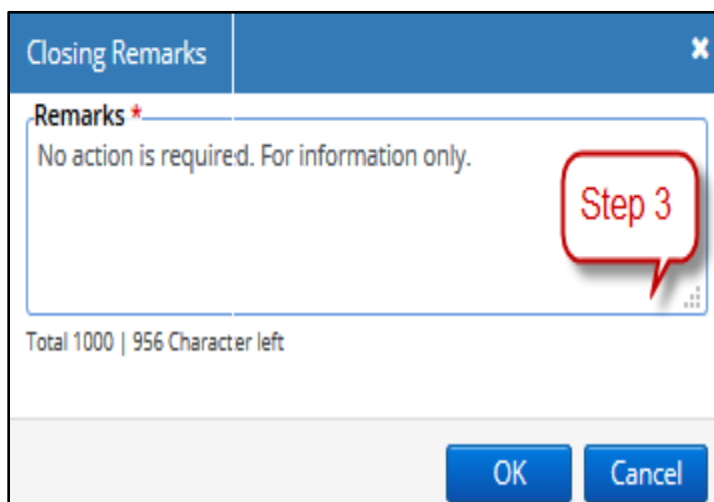 Closing Remarks
Remarks *
No action is required. For information only.
Step 3
Total 1000 | 956 Character left
OK Cancel